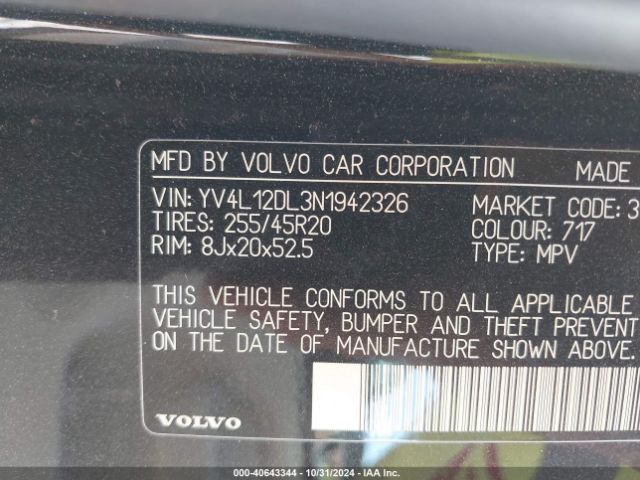 MFD BY VOLVO CAR CORPORATION MADE
VIN: YV4L12DL3N1942326 MARKET CODE: 3
TIRES: 255/45R20 COLOUR: 717
RIM: 8Jx20x52.5 TYPE: MPV
THIS VEHICLE CONFORMS TO ALL APPLICABLE
VEHICLE SAFETY, BUMPER AND THEFT PREVENT
ON THE DATE OF MANUFACTURE SHOWN ABOVE.
VOLVO
000-40643344 | 10/31/2024 | IAA Inc.